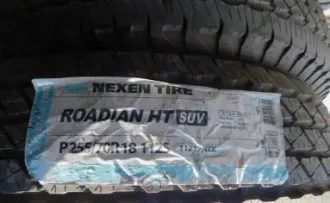 NEXEN TIRE
ROADIAN HT SUV
P255/70R18 112S